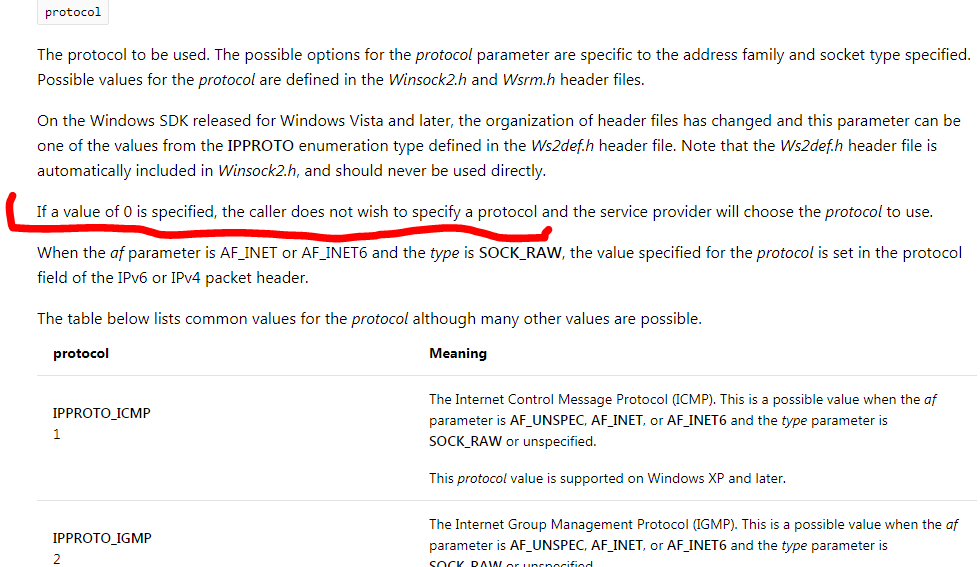 protocol
The protocol to be used. The possible options for the protocol parameter are specific to the address family and socket type specified.
Possible values for the protocol are defined in the Winsock2.h and Wsrm.h header files.
On the Windows SDK released for Windows Vista and later, the organization of header files has changed and this parameter can be
one of the values from the IPPROTO enumeration type defined in the Ws2def.h header file. Note that the Ws2def.h header file is
automatically included in Winsock2.h, and should never be used directly.
If a value of 0 is specified, the caller does not wish to specify a protocol and the service provider will choose the protocol to use.
When the af parameter is AF_INET or AF_INET6 and the type is SOCK_RAW, the value specified for the protocol is set in the protocol
field of the IPv6 or IPv4 packet header.
The table below lists common values for the protocol although many other values are possible.
protocol Meaning
IPPROTO_ICMP
1
The Internet Control Message Protocol (ICMP). This is a possible value when the af
parameter is AF_UNSPEC, AF_INET, or AF_INET6 and the type parameter is
SOCK_RAW or unspecified.
This protocol value is supported on Windows XP and later.
IPPROTO_IGMP
2
The Internet Group Management Protocol (IGMP). This is a possible value when the af
parameter is AF_UNSPEC, AF_INET, or AF_INET6 and the type parameter is
SOCK_RAW or unspecified.